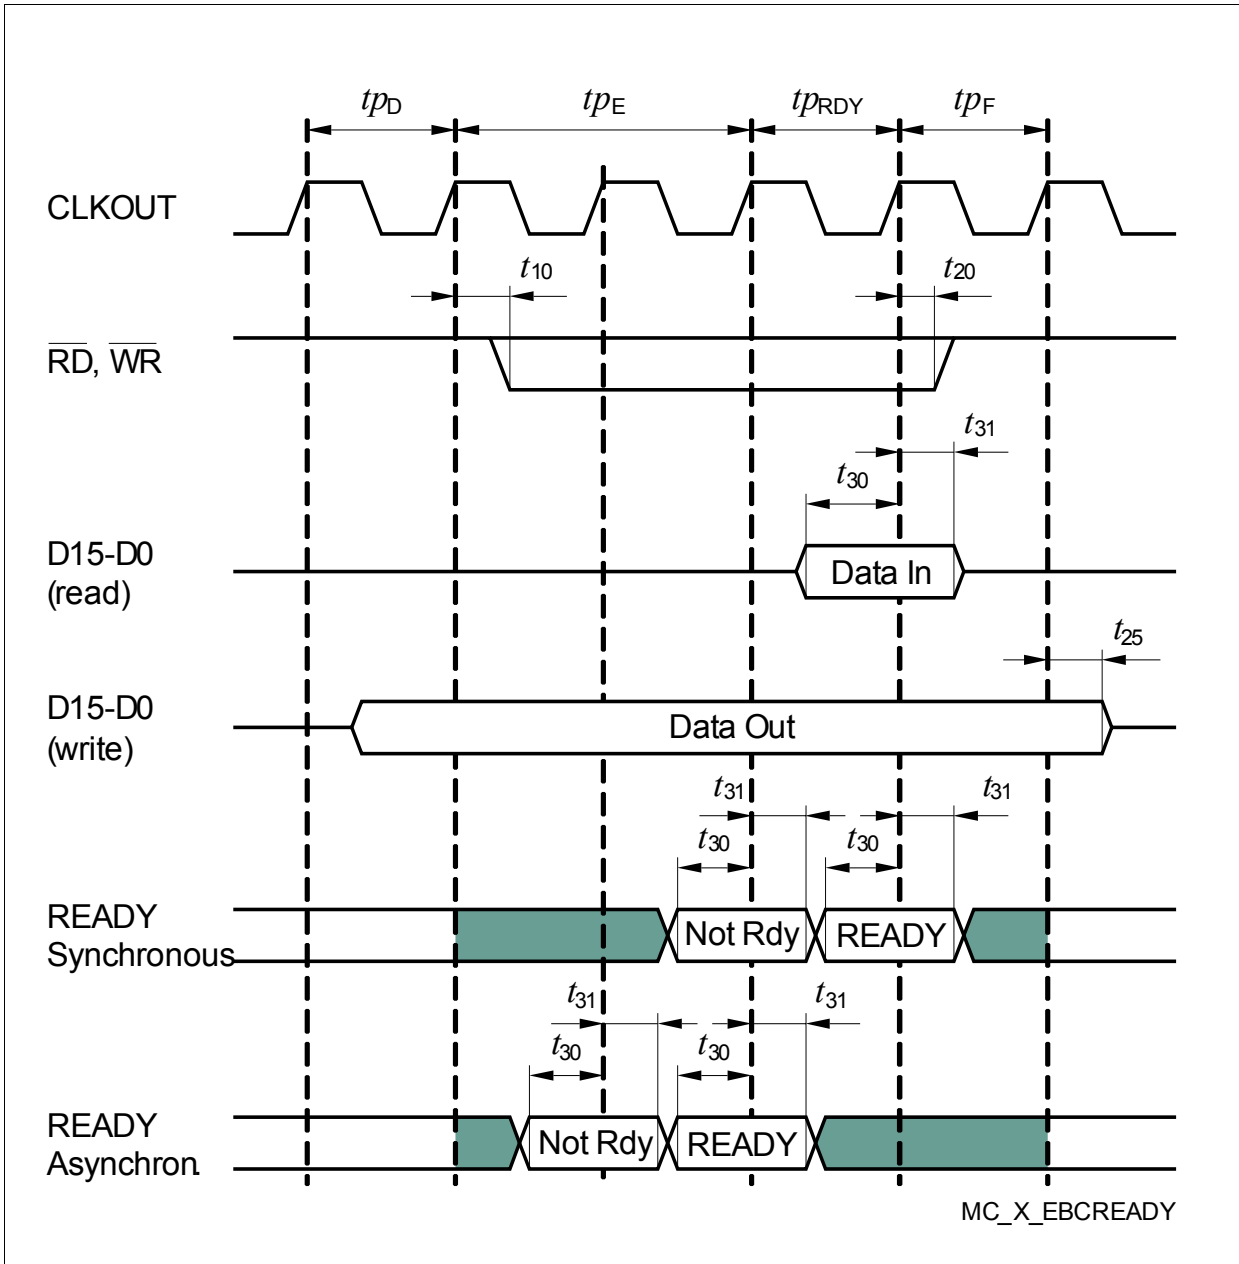 tpD tpE tpRDY tpF
CLKOUT
t10 t20
RD, WR
t31
t30
D15-D0
(read)
Data In
t25
D15-D0
(write)
Data Out
t31 t31
t30 t30
READY
Synchronous
Not Rdy READY
t31 t31
t30 t30
READY
Asynchron.
Not Rdy READY
MC_X_EBCREADY